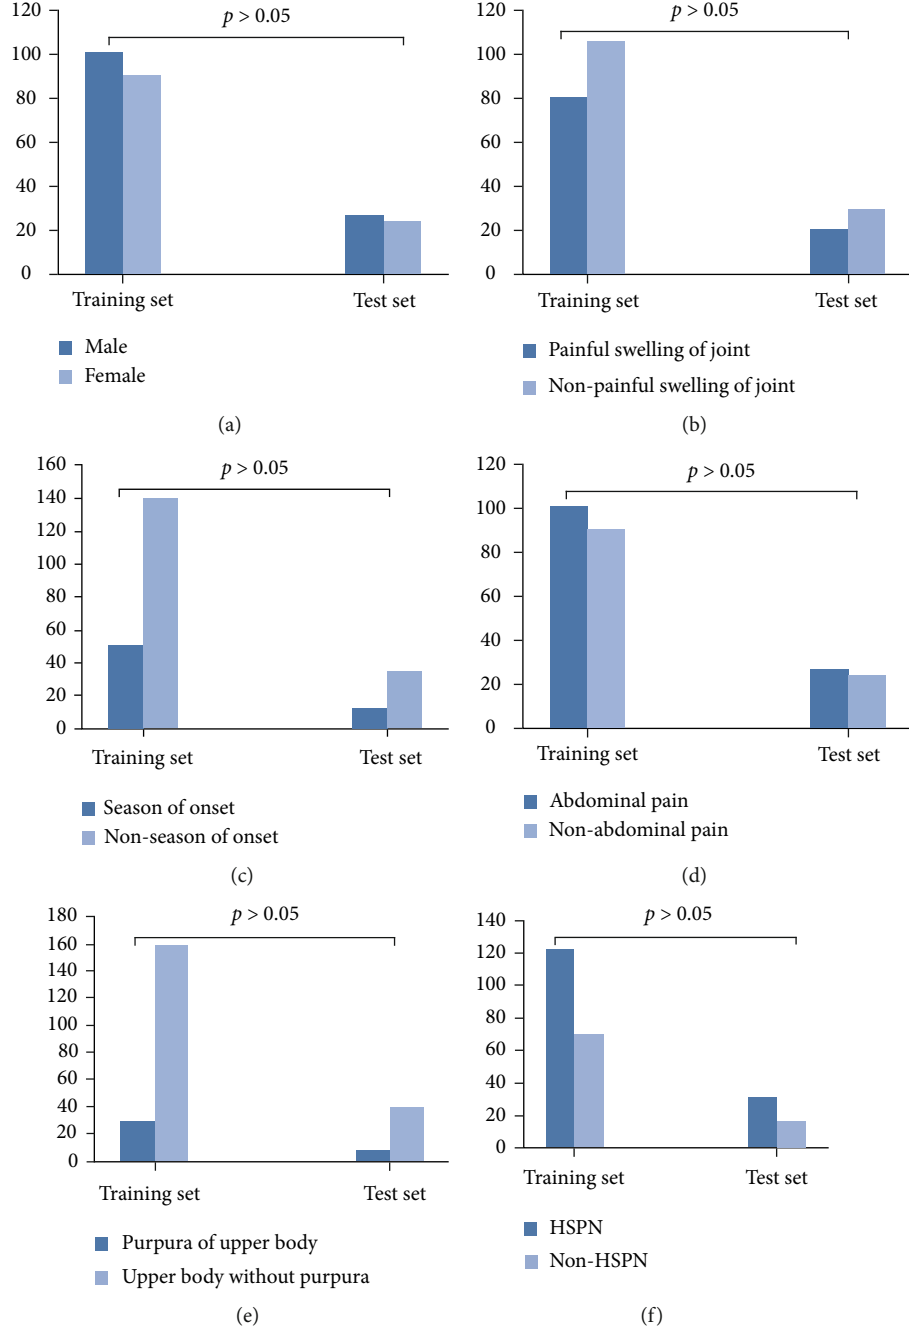 120
100
80
60
40
20
0
p > 0.05
Training set
Test set
Male
Female
(a)
120
100
80
60
40
20
0
p > 0.05
Training set
Test set
Painful swelling of joint
Non-painful swelling of joint
(b)
160
140
120
100
80
60
40
20
0
p > 0.05
Training set
Test set
Season of onset
Non-season of onset
(c)
120
100
80
60
40
20
0
p > 0.05
Training set
Test set
Abdominal pain
Non-abdominal pain
(d)
180
160
140
120
100
80
60
40
20
0
p > 0.05
Training set
Test set
Purpura of upper body
Upper body without purpura
(e)
140
120
100
80
60
40
20
0
p > 0.05
Training set
Test set
HSPN
Non-HSPN
(f)